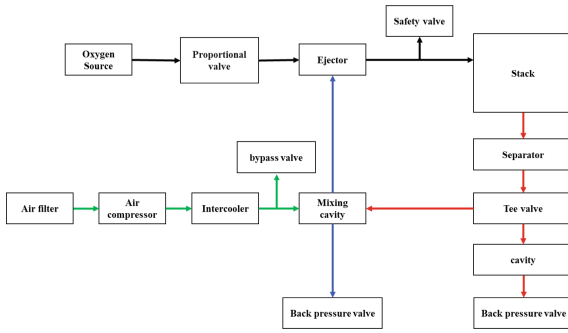 Safety valve
Oxygen
Source
Proportional
valve
Ejector
Stack
bypass valve
Separator
Air filter
Air
compressor
Intercooler
Mixing
cavity
Tee valve
cavity
Back pressure valve
Back pressure valve